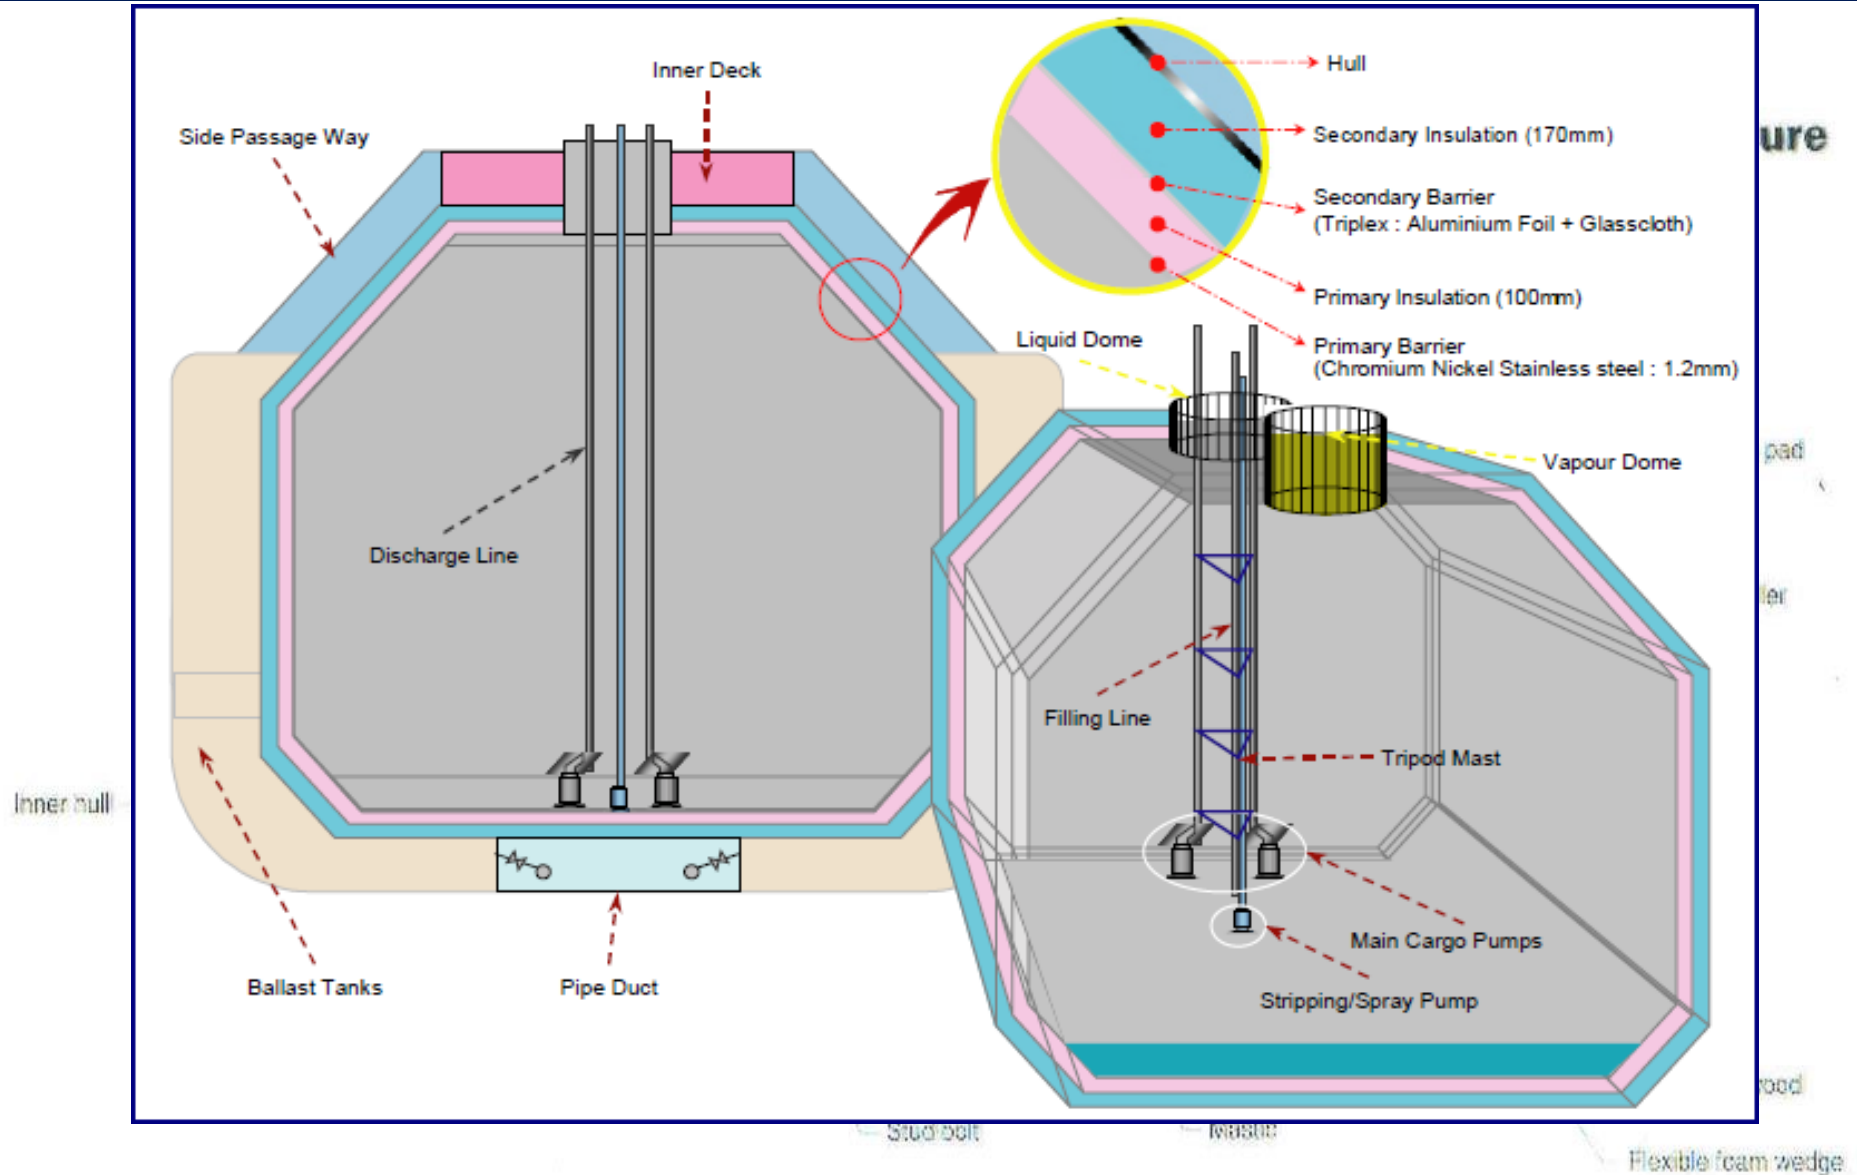 Inner Deck
Side Passage Way
Hull
Secondary Insulation (170mm)
Secondary Barrier
(Triplex : Aluminium Foil + Glasscloth)
Primary Insulation (100mm)
Primary Barrier
(Chromium Nickel Stainless steel : 1.2mm)
Liquid Dome
Vapour Dome
Discharge Line
Filling Line
Tripod Mast
Main Cargo Pumps
Stripping/Spray Pump
Ballast Tanks
Pipe Duct
ure
pad
Inner hull
Stud bolt
Mastic
Flexible foam wedge